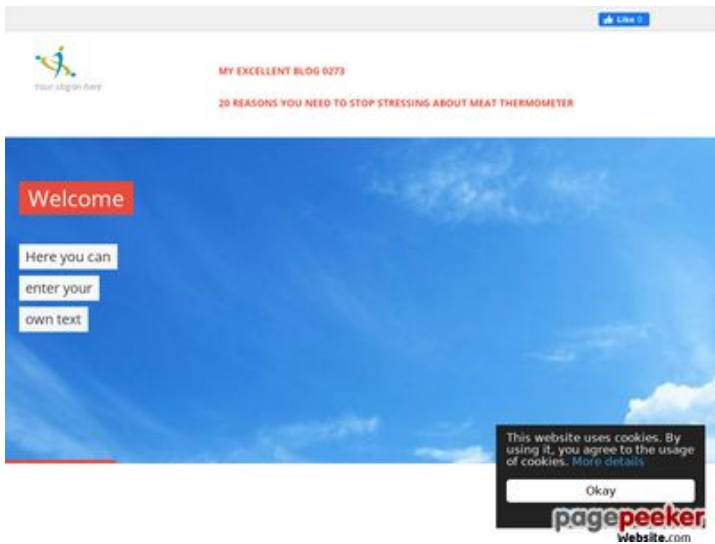 Like 0
Your slogan here
MY EXCELLENT BLOG 0273
20 REASONS YOU NEED TO STOP STRESSING ABOUT MEAT THERMOMETER
Welcome
Here you can
enter your
own text
This website uses cookies. By
using it, you agree to the usage
of cookies. More details
Okay
pagepeeker
Website.com